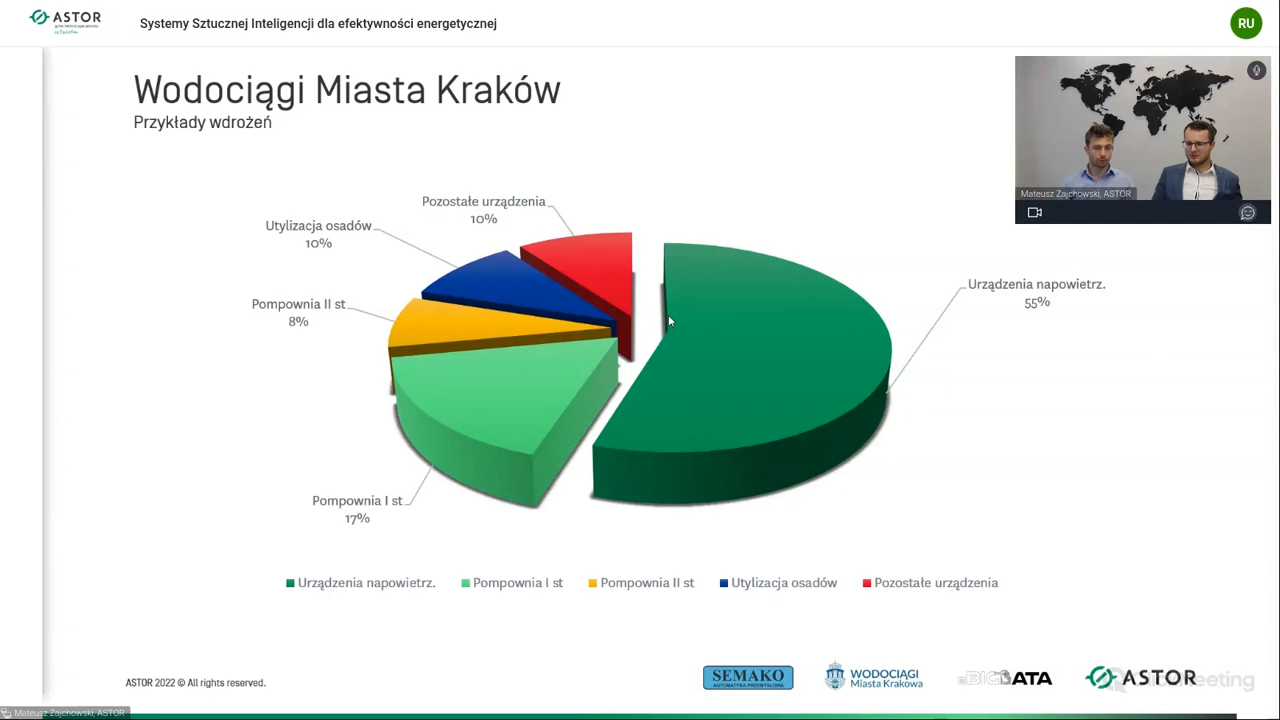 ASTOR
Systemy Sztucznej Inteligencji dla efektywności energetycznej
RU
Wodociągi Miasta Kraków
Przykłady wdrożeń
Mateusz Zajchowski, ASTOR
Pozostałe urządzenia
10%
Utylizacja osadów
10%
Urządzenia napowietrz.
55%
Pompownia II st
8%
Pompownia I st
17%
Urządzenia napowietrz.
Pompownia I st
Pompownia II st
Utylizacja osadów
Pozostałe urządzenia
ASTOR 2022 © All rights reserved.
SEMAKO
AUTOMATYKA PRZEMYSŁOWA
WODOCIĄGI
Miasta Krakowa
BIGDATA
ASTOR
Mateusz Zajchowski, ASTOR